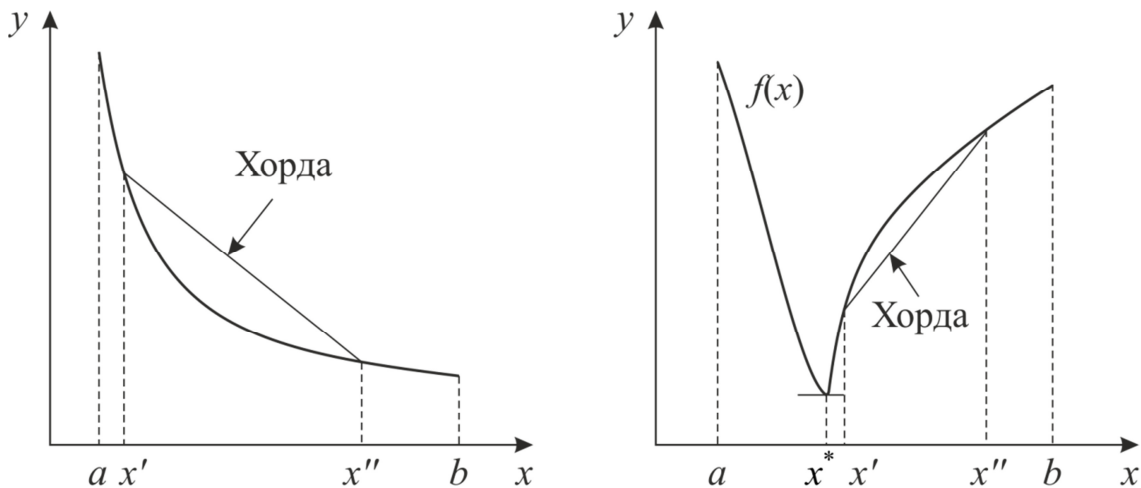 y
Хорда
a x′ x″ b x
y
f(x)
Хорда
a x* x′ x″ b x